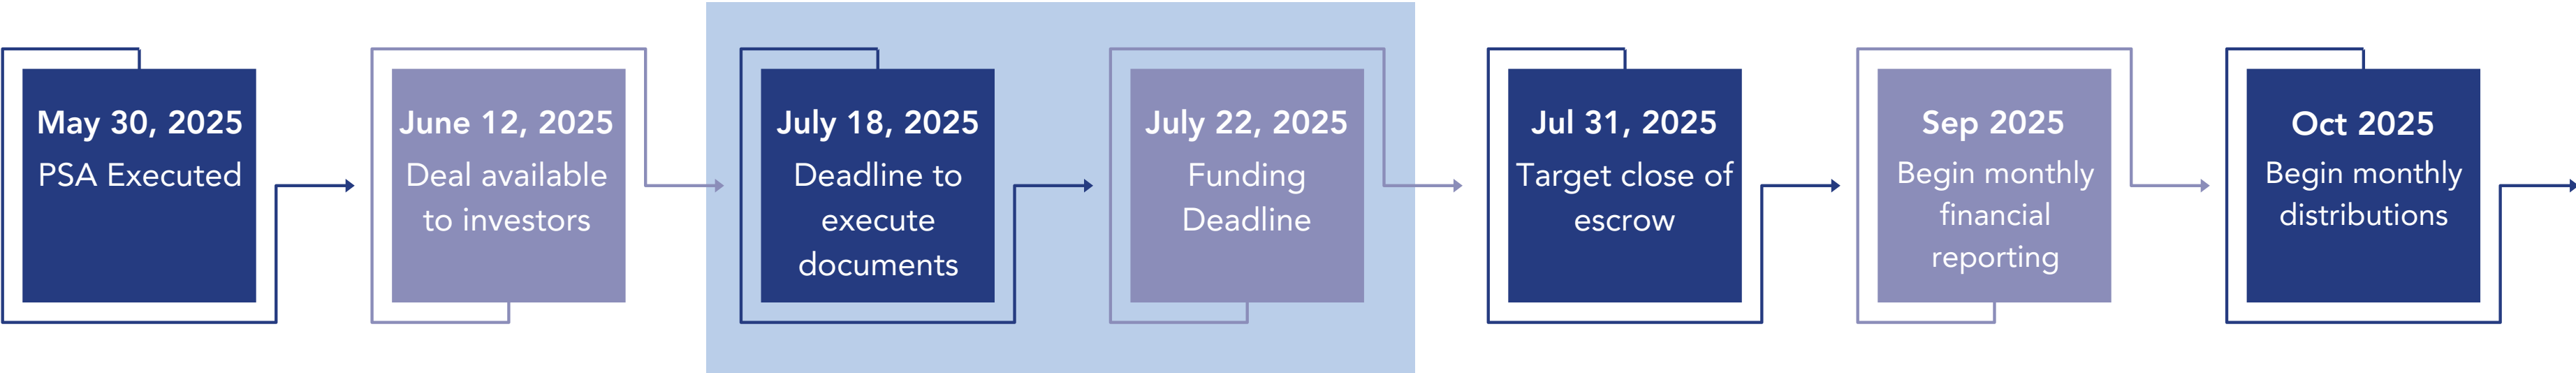 May 30, 2025
PSA Executed
June 12, 2025
Deal available
to investors
July 18, 2025
Deadline to
execute
documents
July 22, 2025
Funding
Deadline
Jul 31, 2025
Target close of
escrow
Sep 2025
Begin monthly
financial
reporting
Oct 2025
Begin monthly
distributions